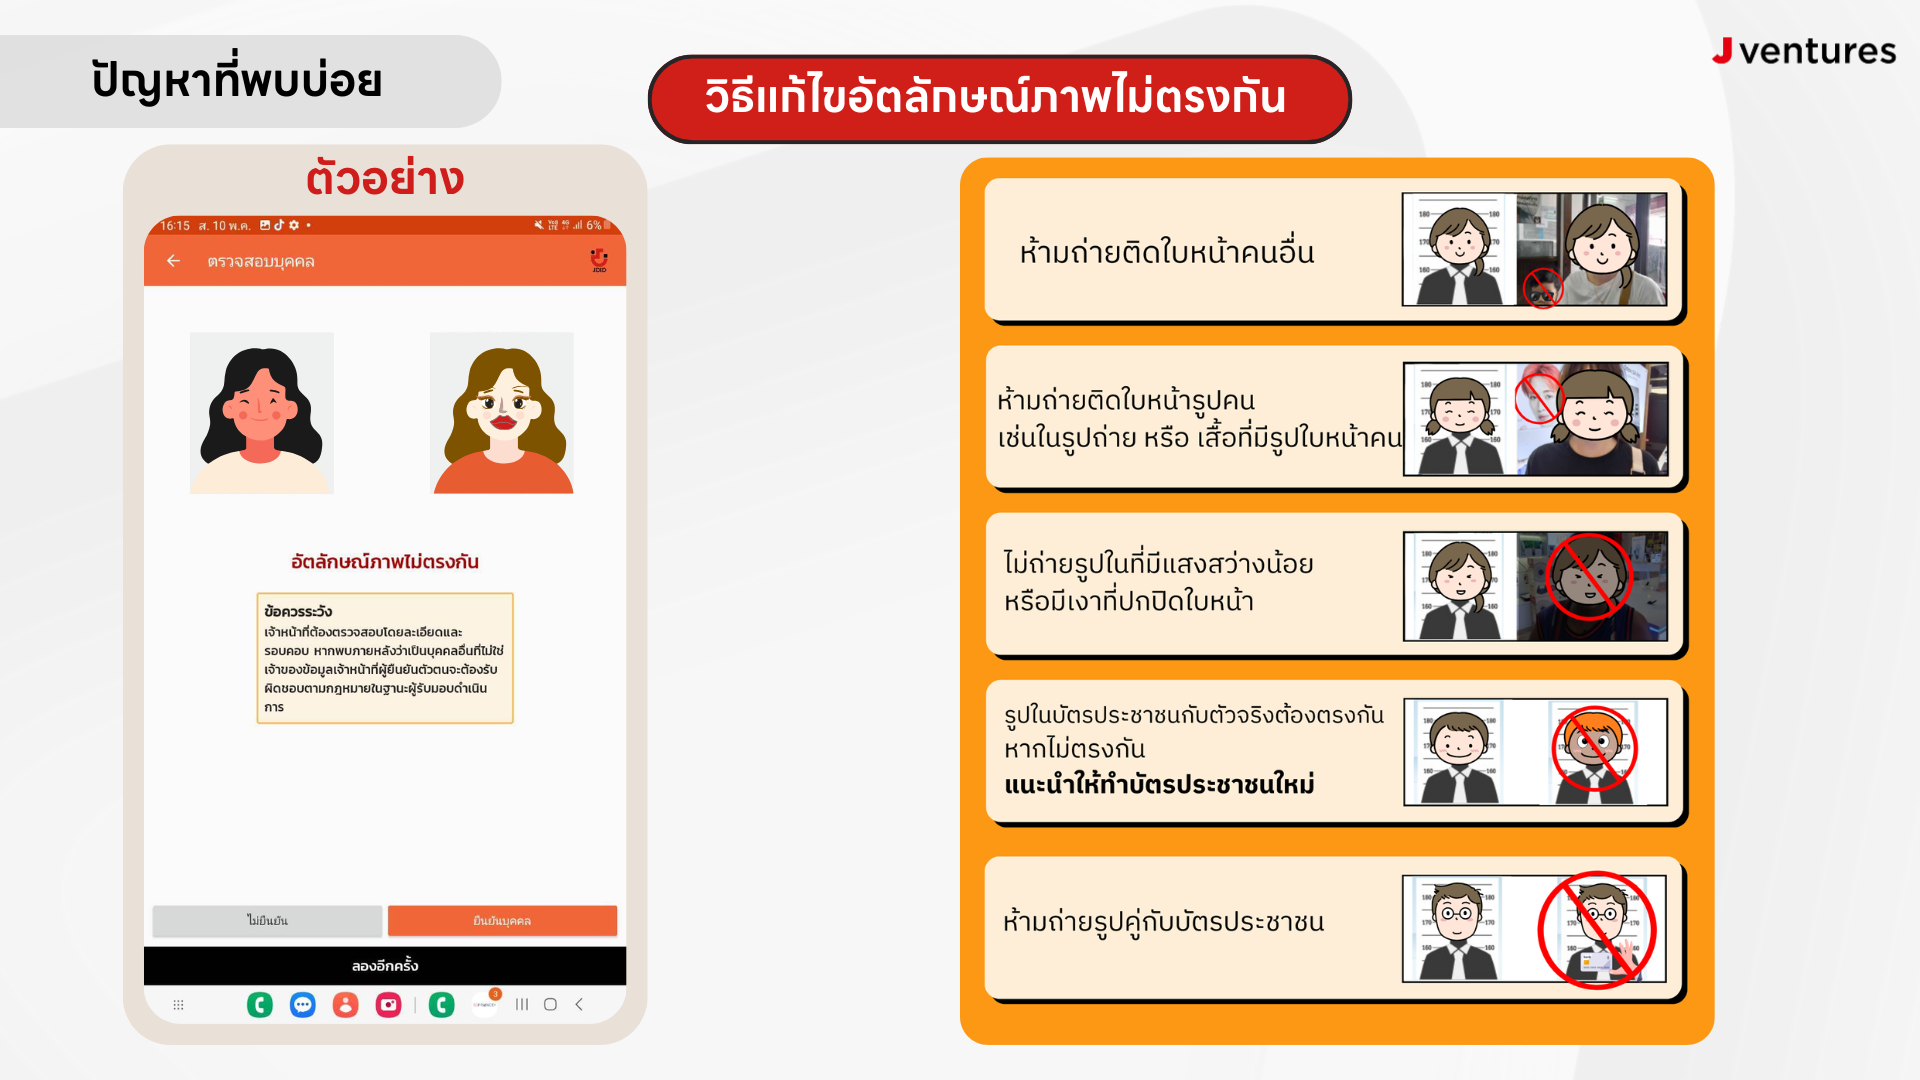 ปัญหาที่พบบ่อย
วิธีแก้ไขอัตลักษณ์ภาพไม่ตรงกัน
J ventures
ตัวอย่าง
16:15 ส. 10 พ.ค.
6%
ตรวจสอบบุคคล
อัตลักษณ์ภาพไม่ตรงกัน
ข้อควรระวัง
เจ้าหน้าที่ต้องตรวจสอบโดยละเอียดและ
รอบคอบ หากพบภายหลังว่าเป็นบุคคลอื่นที่ไม่ใช่
เจ้าของข้อมูลเจ้าหน้าที่ผู้ยืนยันตัวตนจะต้องรับ
ผิดชอบตามกฎหมายในฐานะผู้รับมอบดำเนิน
การ
ไม่ยืนยัน
ยืนยันบุคคล
ลองอีกครั้ง
3
ห้ามถ่ายติดใบหน้าคนอื่น
ห้ามถ่ายติดใบหน้ารูปคน
เช่นในรูปถ่าย หรือ เสื้อที่มีรูปใบหน้าคน
ไม่ถ่ายรูปในที่มีแสงสว่างน้อย
หรือมีเงาที่ปกปิดใบหน้า
รูปในบัตรประชาชนกับตัวจริงต้องตรงกัน
หากไม่ตรงกัน
แนะนำให้ทำบัตรประชาชนใหม่
ห้ามถ่ายรูปคู่กับบัตรประชาชน